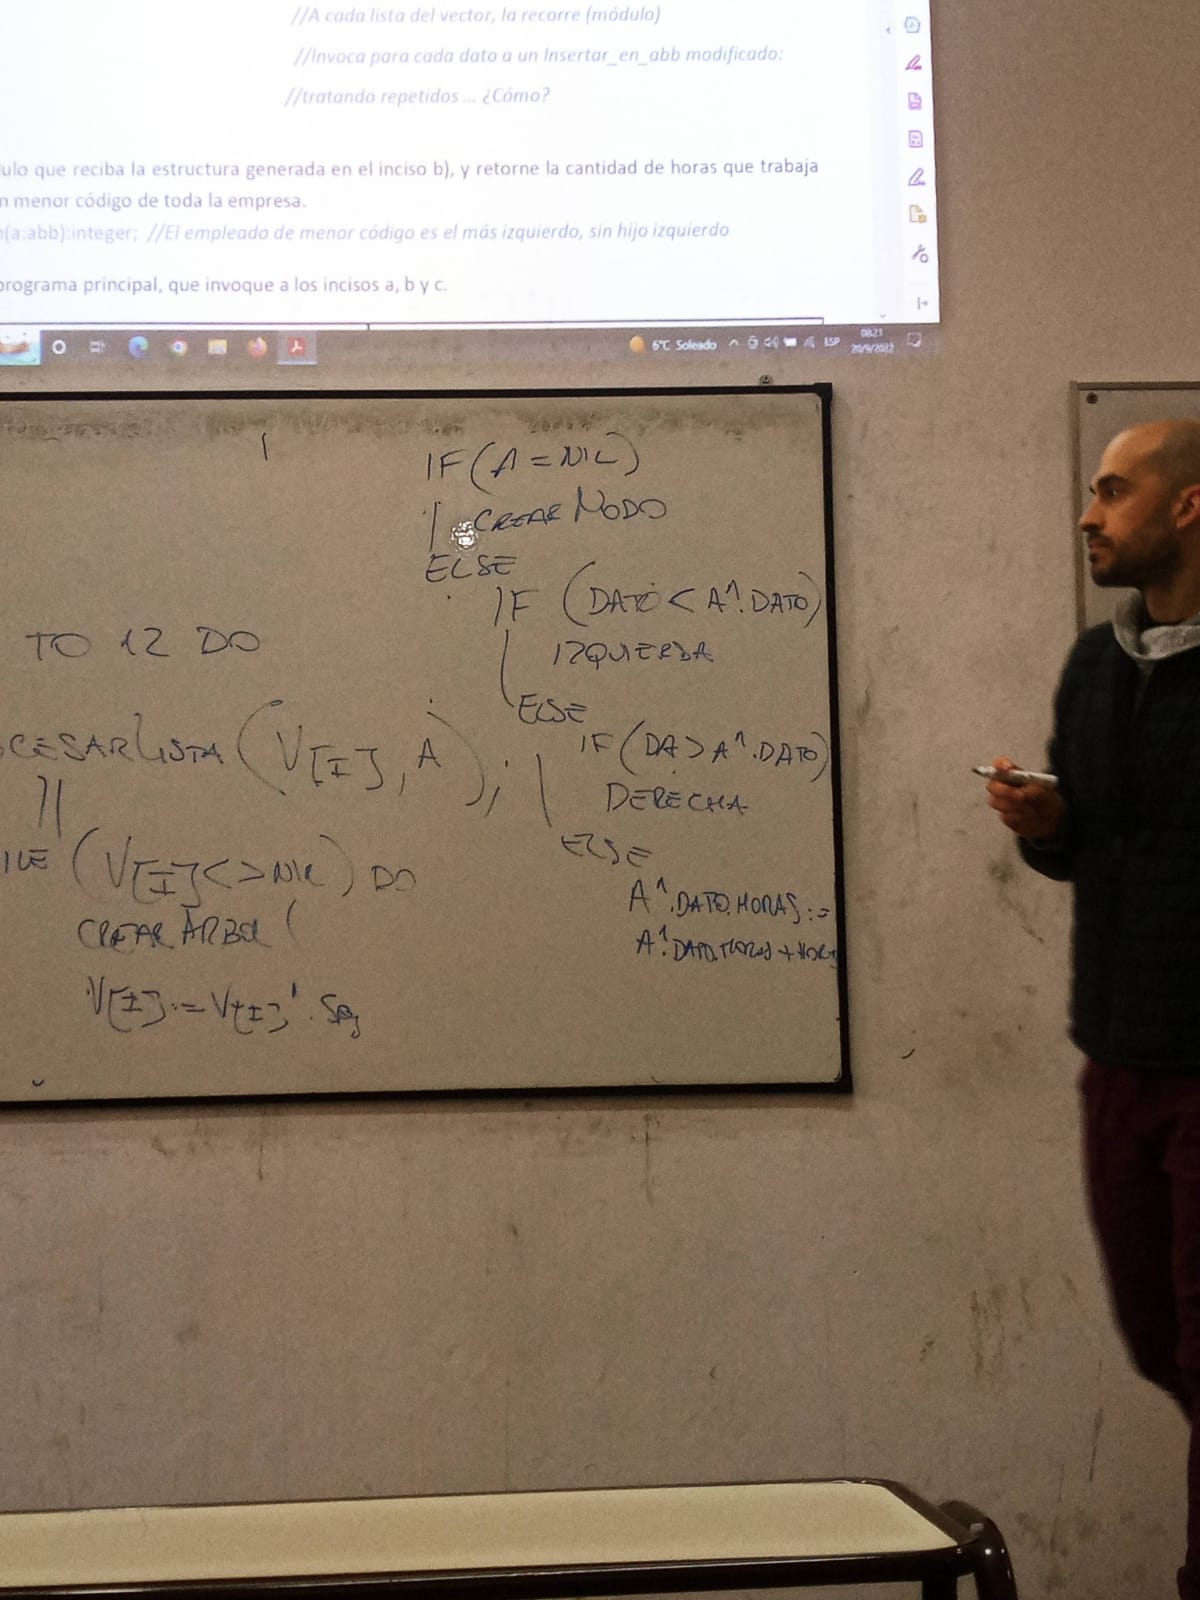 //A cada lista del vector, la recorre (módulo)
//Invoca para cada dato a un Insertar_en_abb modificado:
//tratando repetidos ... ¿Cómo?
ulo que reciba la estructura generada en el inciso b), y retorne la cantidad de horas que trabaja
n menor código de toda la empresa.
(a:abb):integer; //El empleado de menor código es el más izquierdo, sin hijo izquierdo
programa principal, que invoque a los incisos a, b y c.
6°C Soleado ESP
08:21
20/9/2022
IF (A = NIL)
CREAR NODO
ELSE
IF (DATO < A^.DATO)
IZQUIERDA
ELSE
IF (DA > A^.DATO)
DERECHA
ELSE
A^.DATO.HORAS :=
A^.DATO.HORAS + HOR
TO 12 DO
CESARLISTA (V[I], A);
ILE (V[I] <> NIL) DO
CREAR ARBOL (
V[I] := V[I]^. Sig